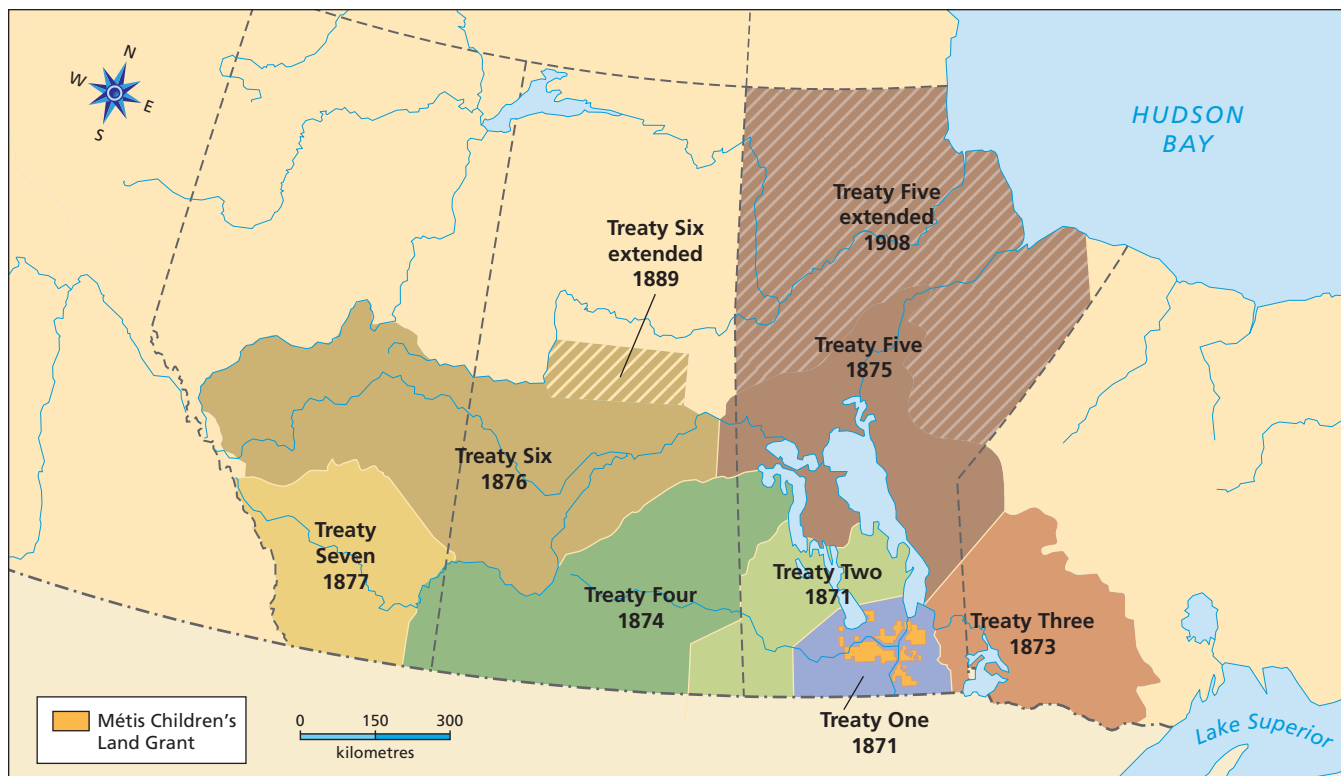 N
W
E
S
HUDSON
BAY
Treaty Five
extended
1908
Treaty Six
extended
1889
Treaty Five
1875
Treaty Six
1876
Treaty
Seven
1877
Treaty Two
1871
Treaty Four
1874
Treaty Three
1873
Treaty One
1871
Métis Children's
Land Grant
0 150 300
kilometres
Lake Superior